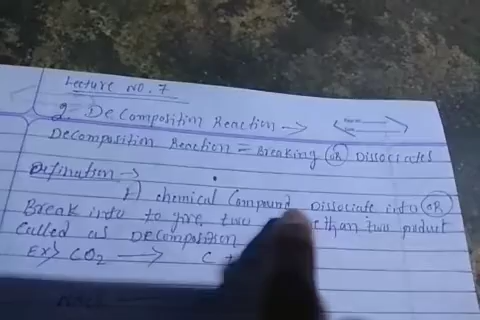 Lecture NO. 7
2- DeComposition Reaction →
Decomposition Reaction = Breaking OR Dissociates
Defination →
1) chemical Compound Dissociate into OR
Break into to give two than two product
Called as Decomposition
Ex> CO2 → C +